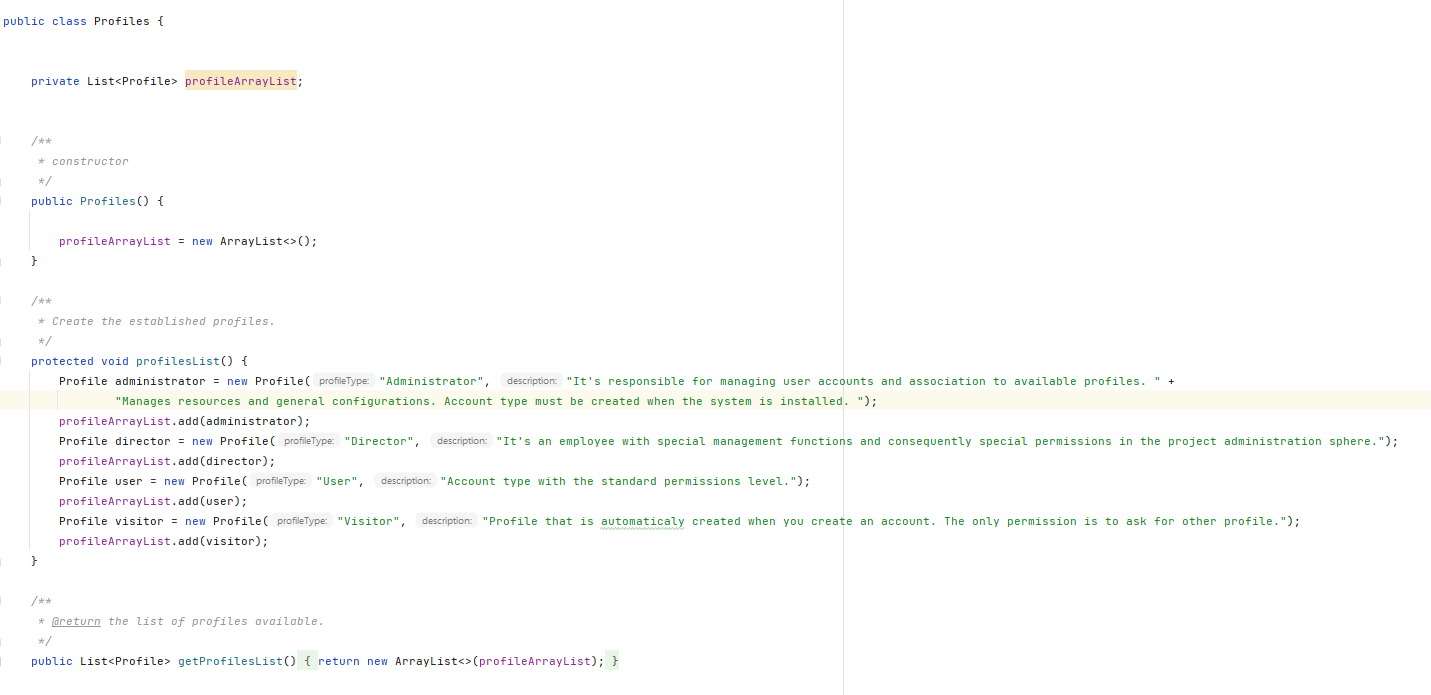 public class Profiles {
private List<Profile> profileArrayList;
/**
* constructor
*/
public Profiles() {
profileArrayList = new ArrayList<>();
}
/**
* Create the established profiles.
*/
protected void profilesList() {
Profile administrator = new Profile( profileType: "Administrator", description: "It's responsible for managing user accounts and association to available profiles. " +
"Manages resources and general configurations. Account type must be created when the system is installed. ");
profileArrayList.add(administrator);
Profile director = new Profile( profileType: "Director", description: "It's an employee with special management functions and consequently special permissions in the project administration sphere.");
profileArrayList.add(director);
Profile user = new Profile( profileType: "User", description: "Account type with the standard permissions level.");
profileArrayList.add(user);
Profile visitor = new Profile( profileType: "Visitor", description: "Profile that is automaticaly created when you create an account. The only permission is to ask for other profile.");
profileArrayList.add(visitor);
}
/**
* @return the list of profiles available.
*/
public List<Profile> getProfilesList() { return new ArrayList<>(profileArrayList); }